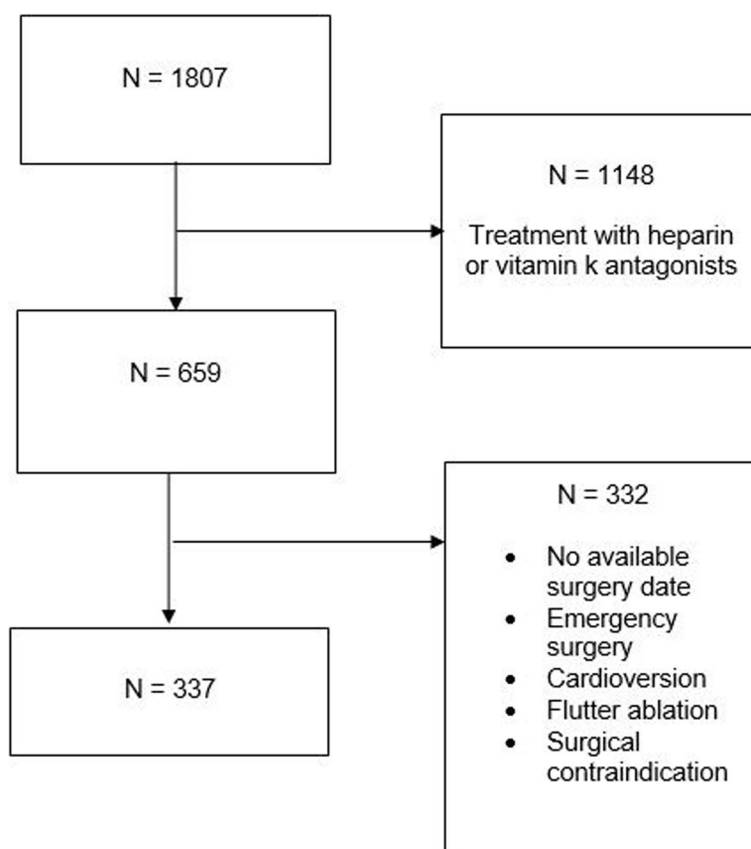 N = 1807
N = 1148
Treatment with heparin
or vitamin k antagonists
N = 659
N = 332
• No available
surgery date
• Emergency
surgery
• Cardioversion
• Flutter ablation
• Surgical
contraindication
N = 337